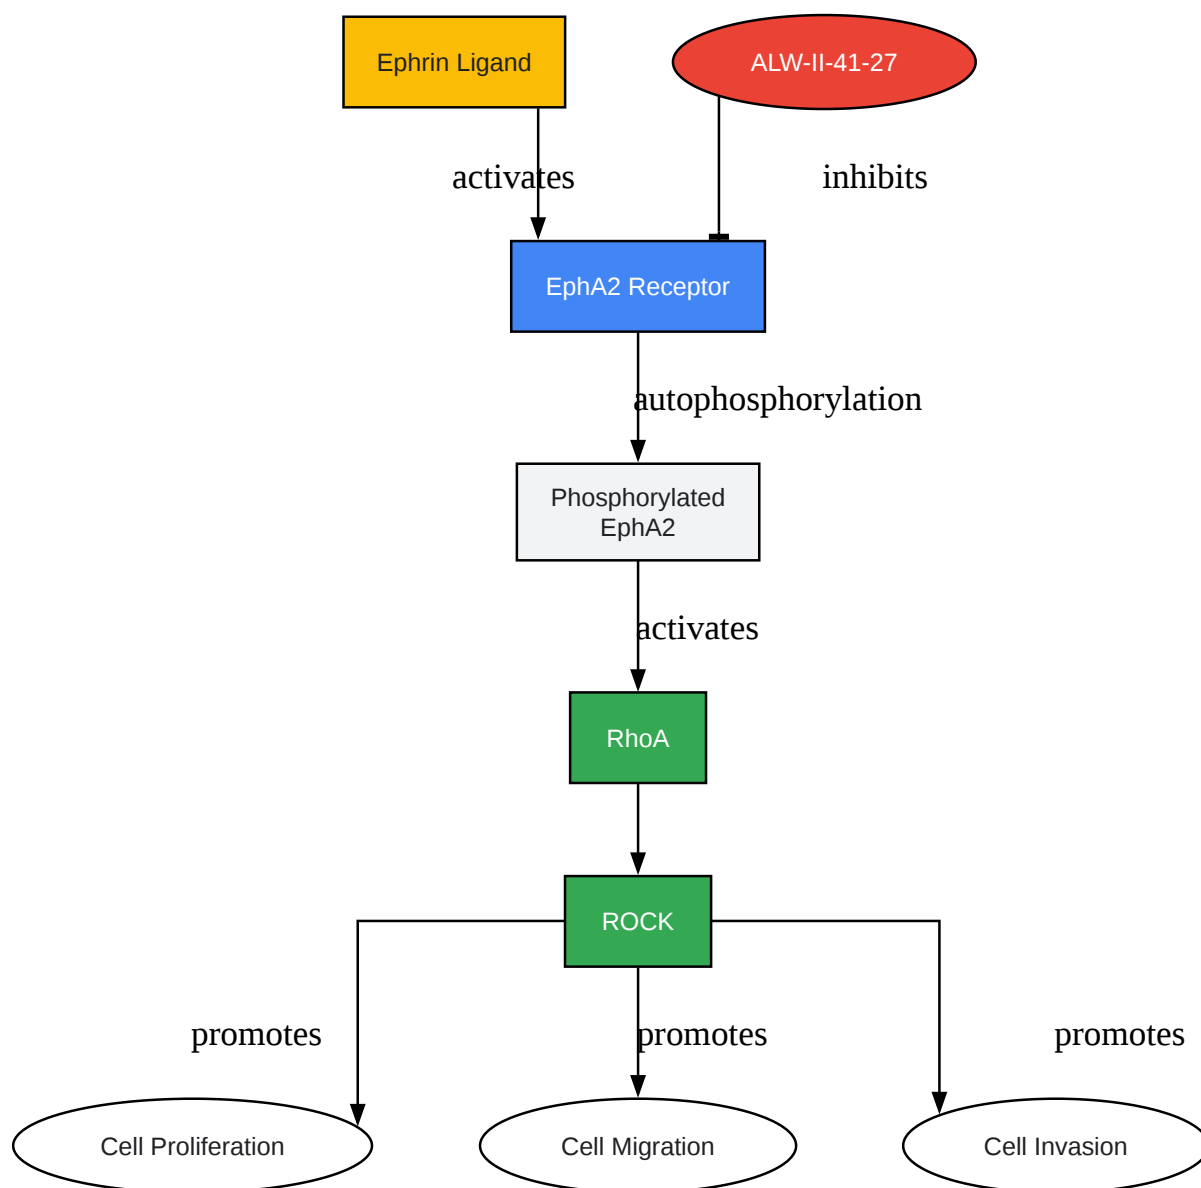 Ephrin Ligand
ALW-II-41-27
activates
inhibits
EphA2 Receptor
autophosphorylation
Phosphorylated
EphA2
activates
RhoA
ROCK
promotes
promotes
promotes
Cell Proliferation
Cell Migration
Cell Invasion